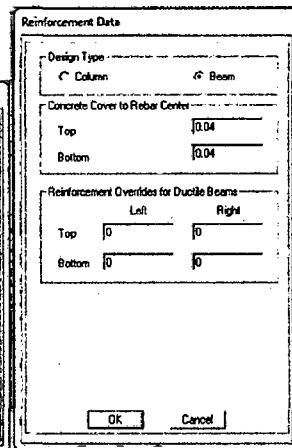 Reinforcement Data
Design Type
Column Beam
Concrete Cover to Rebar Center
Top 0.04
Bottom 0.04
Reinforcement Overrides for Ductile Beams
Left Right
Top 0 0
Bottom 0 0
OK Cancel